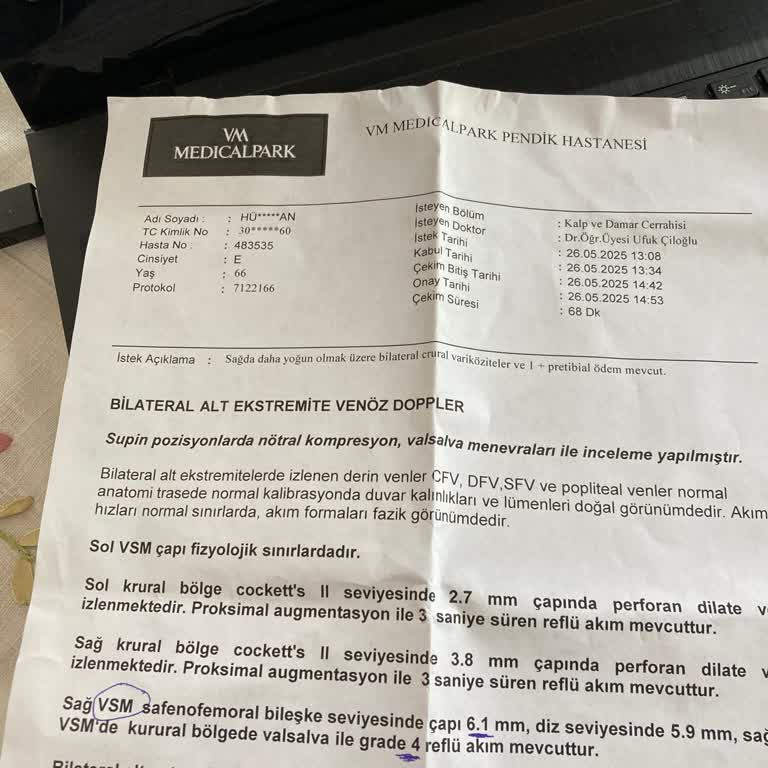 VM
MEDICALPARK
VM MEDICALPARK PENDİK HASTANESİ
Adı Soyadı : : HÜ*****AN
TC Kimlik No : 30*****60
Hasta No : : 483535
Cinsiyet : E
Yaş : 66
Protokol : 7122166
İsteyen Bölüm : Kalp ve Damar Cerrahisi
İsteyen Doktor : Dr.Öğr.Üyesi Ufuk Çiloğlu
İstek Tarihi : 26.05.2025 13:08
Kabul Tarihi : 26.05.2025 13:34
Çekim Bitiş Tarihi : 26.05.2025 14:42
Onay Tarihi : 26.05.2025 14:53
Çekim Süresi : 68 Dk
İstek Açıklama : Sağda daha yoğun olmak üzere bilateral crural variköziteler ve 1 + pretibial ödem mevcut.
BİLATERAL ALT EKSTREMİTE VENÖZ DOPPLER
Supin pozisyonlarda nötral kompresyon, valsalva menevraları ile inceleme yapılmıştır.
Bilateral alt ekstremitelerde izlenen derin venler CFV, DFV,SFV ve popliteal venler normal
anatomi trasede normal kalibrasyonda duvar kalınlıkları ve lümenleri doğal görünümdedir. Akım
hızları normal sınırlarda, akım formaları fazik görünümdedir.
Sol VSM çapı fizyolojik sınırlardadır.
Sol krural bölge cockett's II seviyesinde 2.7 mm çapında perforan dilate
izlenmektedir. Proksimal augmentasyon ile 3 saniye süren reflü akım mevcuttur.
Sağ krural bölge cockett's II seviyesinde 3.8 mm çapında perforan dilate
izlenmektedir. Proksimal augmentasyon ile 3 saniye süren reflü akım mevcuttur.
Sağ VSM safenofemoral bileşke seviyesinde çapı 6.1 mm, diz seviyesinde 5.9 mm, sağ
VSM'de kurural bölgede valsalva ile grade 4 reflü akım mevcuttur.